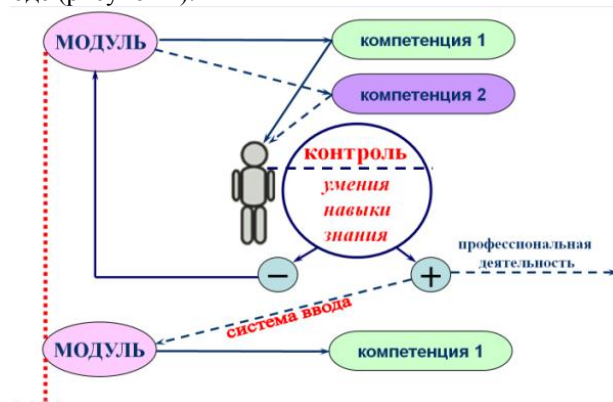 МОДУЛЬ
компетенция 1
компетенция 2
контроль
умения
навыки
знания
профессиональная
деятельность
−
+
система ввода
МОДУЛЬ
компетенция 1